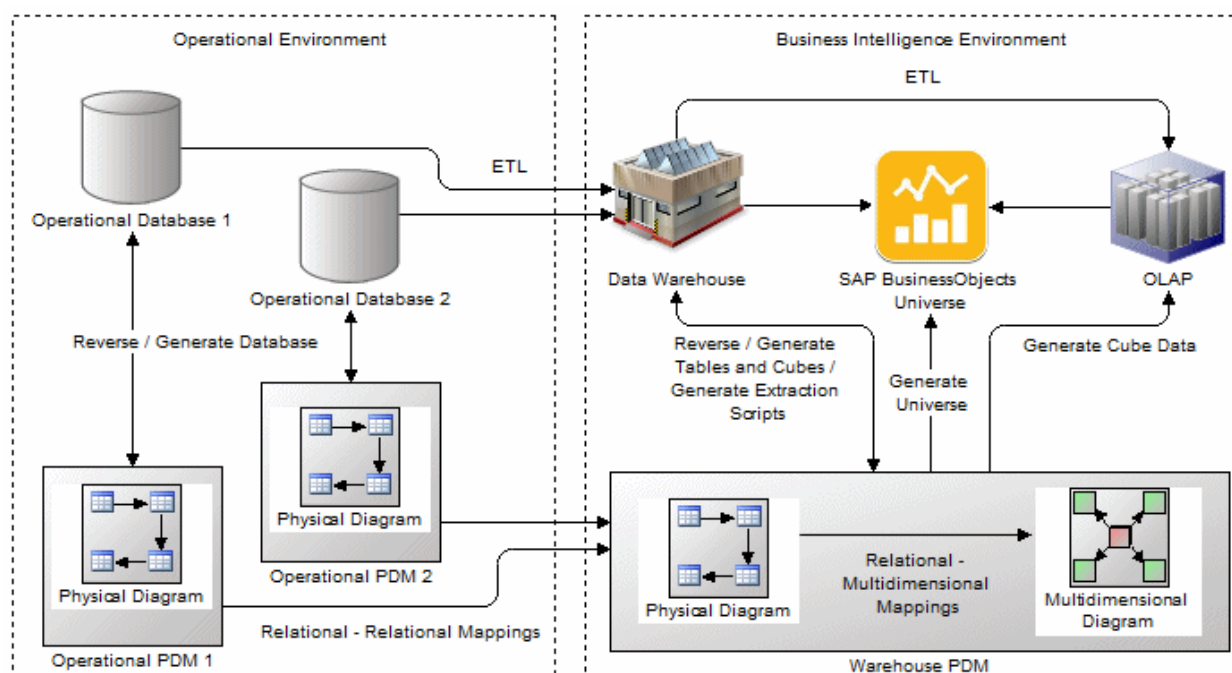 Operational Environment
Business Intelligence Environment
ETL
ETL
Operational Database 1
Operational Database 2
Data Warehouse
SAP BusinessObjects
Universe
OLAP
Reverse / Generate Database
Reverse / Generate
Tables and Cubes /
Generate Extraction
Scripts
Generate
Universe
Generate Cube Data
Physical Diagram
Operational PDM 2
Physical Diagram
Operational PDM 1
Relational - Relational Mappings
Physical Diagram
Relational -
Multidimensional
Mappings
Multidimensional
Diagram
Warehouse PDM